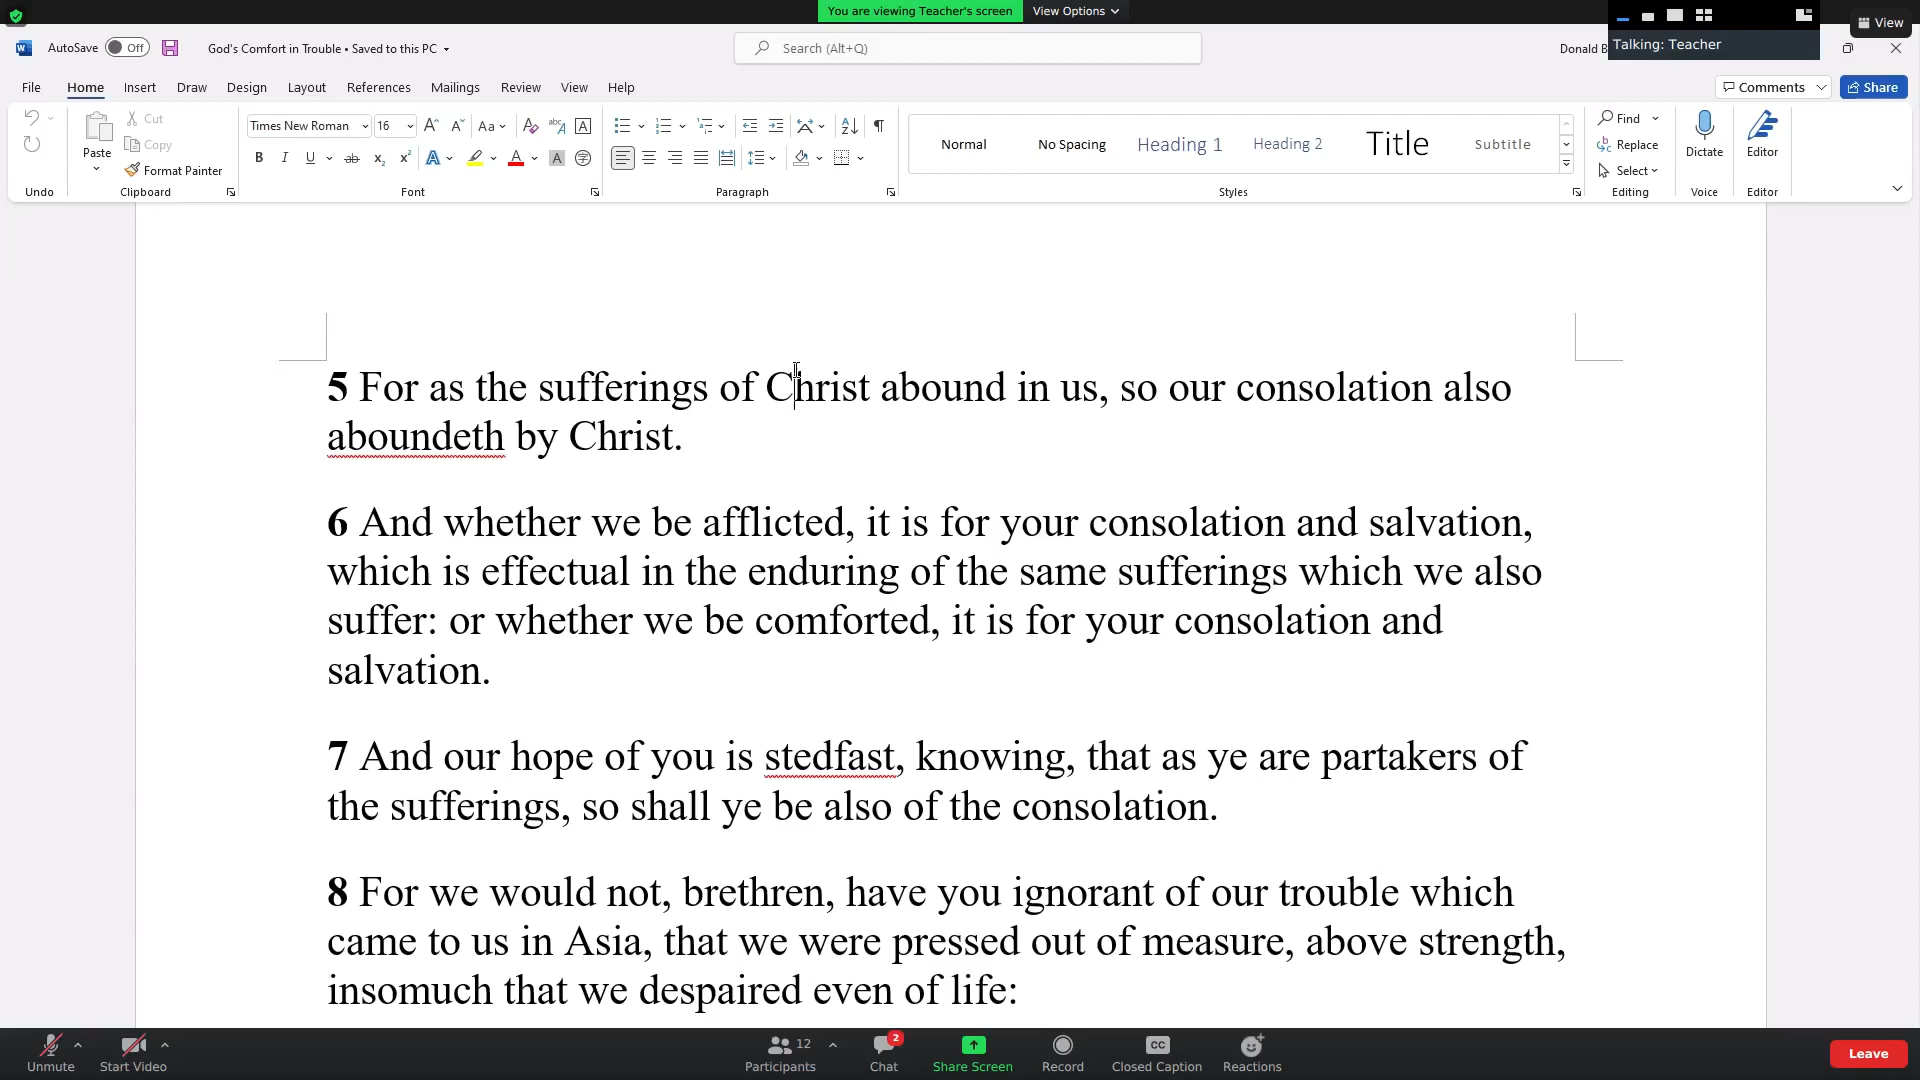 You are viewing Teacher's screen View Options
View
AutoSave Off God's Comfort in Trouble • Saved to this PC Search (Alt+Q) Donald B
Talking: Teacher
File Home Insert Draw Design Layout References Mailings Review View Help Comments Share
Paste Cut Copy Format Painter
Times New Roman 16 Aa
Normal No Spacing Heading 1 Heading 2 Title Subtitle
Find Replace Select Dictate Editor
Undo Clipboard Font Paragraph Styles Editing Voice Editor
5 For as the sufferings of Christ abound in us, so our consolation also
aboundeth by Christ.
6 And whether we be afflicted, it is for your consolation and salvation,
which is effectual in the enduring of the same sufferings which we also
suffer: or whether we be comforted, it is for your consolation and
salvation.
7 And our hope of you is stedfast, knowing, that as ye are partakers of
the sufferings, so shall ye be also of the consolation.
8 For we would not, brethren, have you ignorant of our trouble which
came to us in Asia, that we were pressed out of measure, above strength,
insomuch that we despaired even of life:
12 2 CC
Unmute Start Video Participants Chat Share Screen Record Closed Caption Reactions Leave